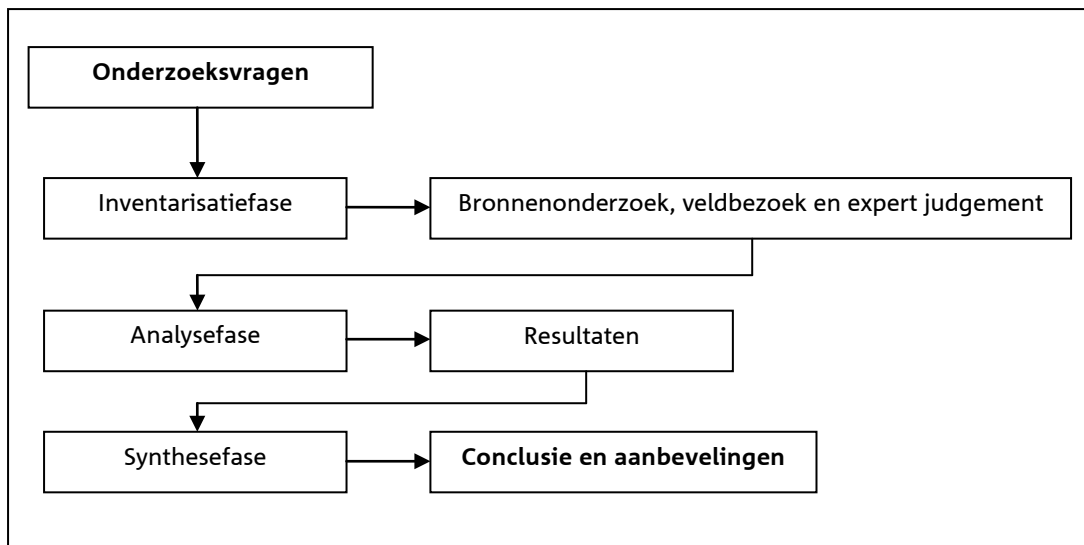 Onderzoeksvragen
Inventarisatiefase
Bronnenonderzoek, veldbezoek en expert judgement
Analysefase
Resultaten
Synthesefase
Conclusie en aanbevelingen